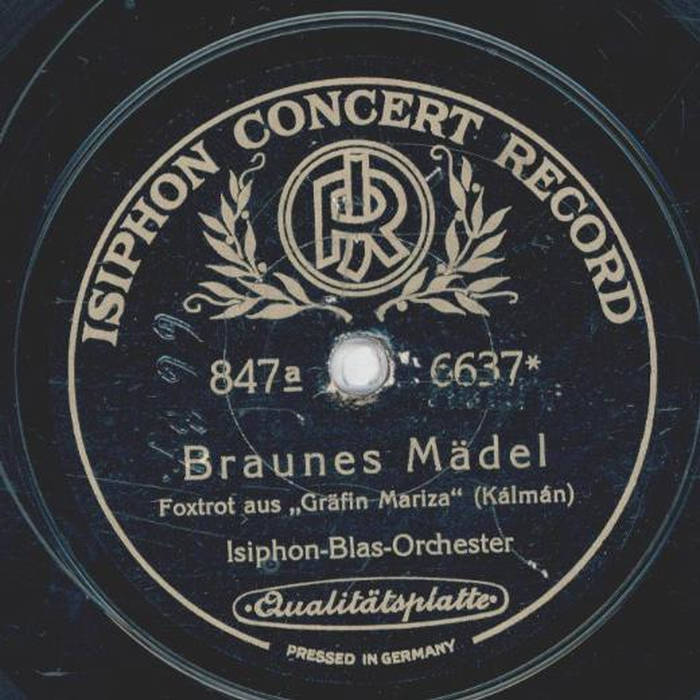 ISIPHON CONCERT RECORD
847a 6637*
Braunes Mädel
Foxtrot aus „Gräfin Mariza“ (Kálmán)
Isiphon-Blas-Orchester
Qualitätsplatte
PRESSED IN GERMANY